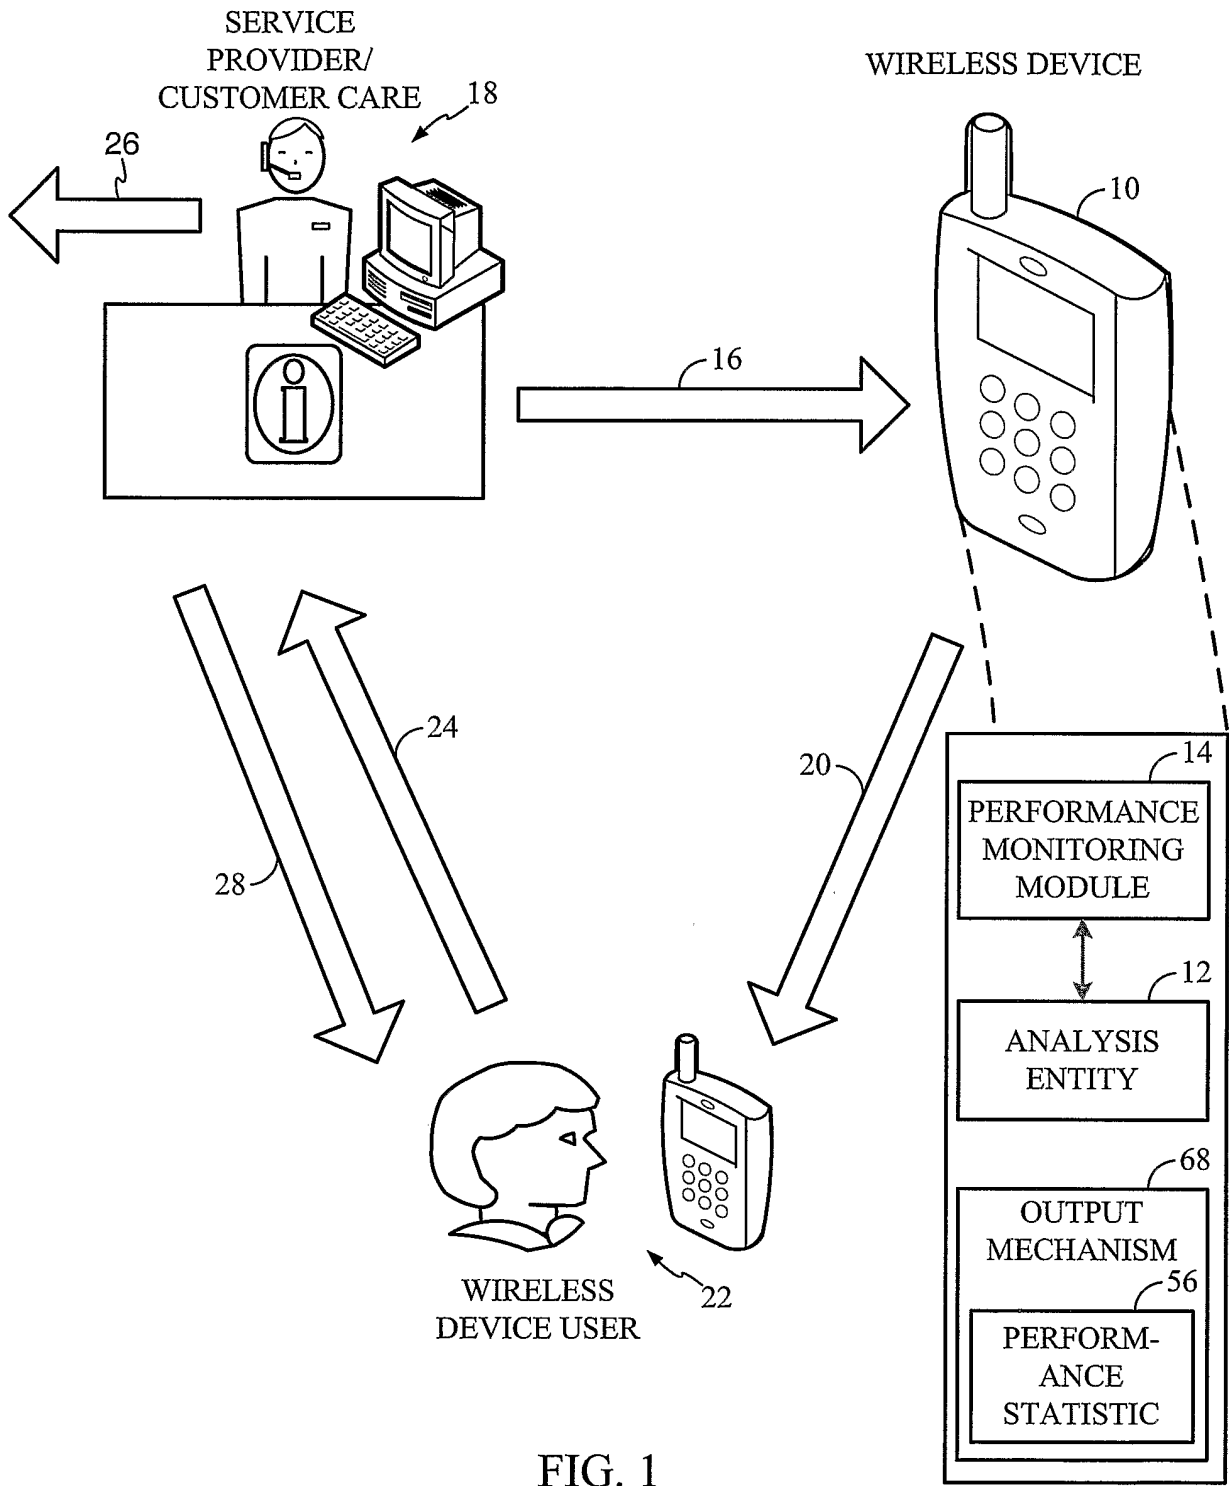 SERVICE
PROVIDER/
CUSTOMER CARE
18
26
WIRELESS DEVICE
10
16
24
28
20
14
PERFORMANCE
MONITORING
MODULE
12
ANALYSIS
ENTITY
68
OUTPUT
MECHANISM
56
PERFORM-
ANCE
STATISTIC
WIRELESS
DEVICE USER
22
FIG. 1